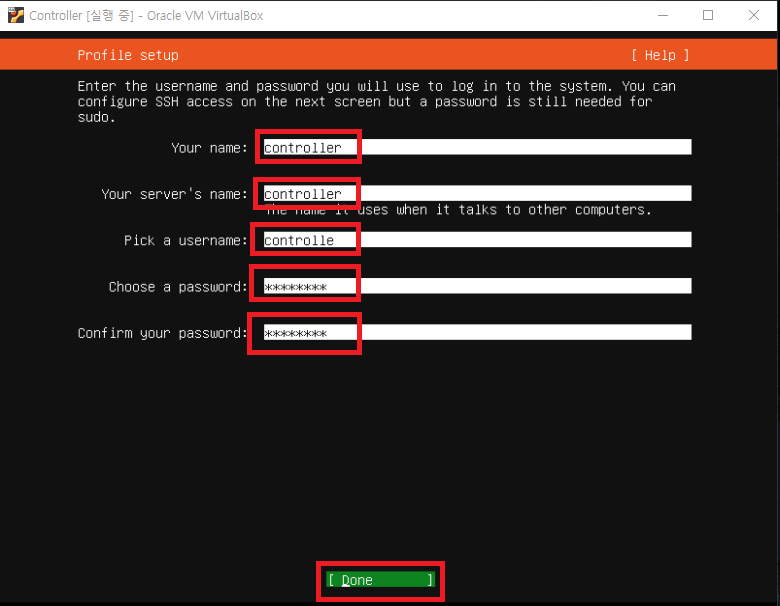 Controller [실행 중] - Oracle VM VirtualBox
Profile setup [ Help ]
Enter the username and password you will use to log in to the system. You can
configure SSH access on the next screen but a password is still needed for
sudo.
Your name: controller
Your server's name: controller
The name it uses when it talks to other computers.
Pick a username: controlle
Choose a password: ********
Confirm your password: ********
[ Done ]